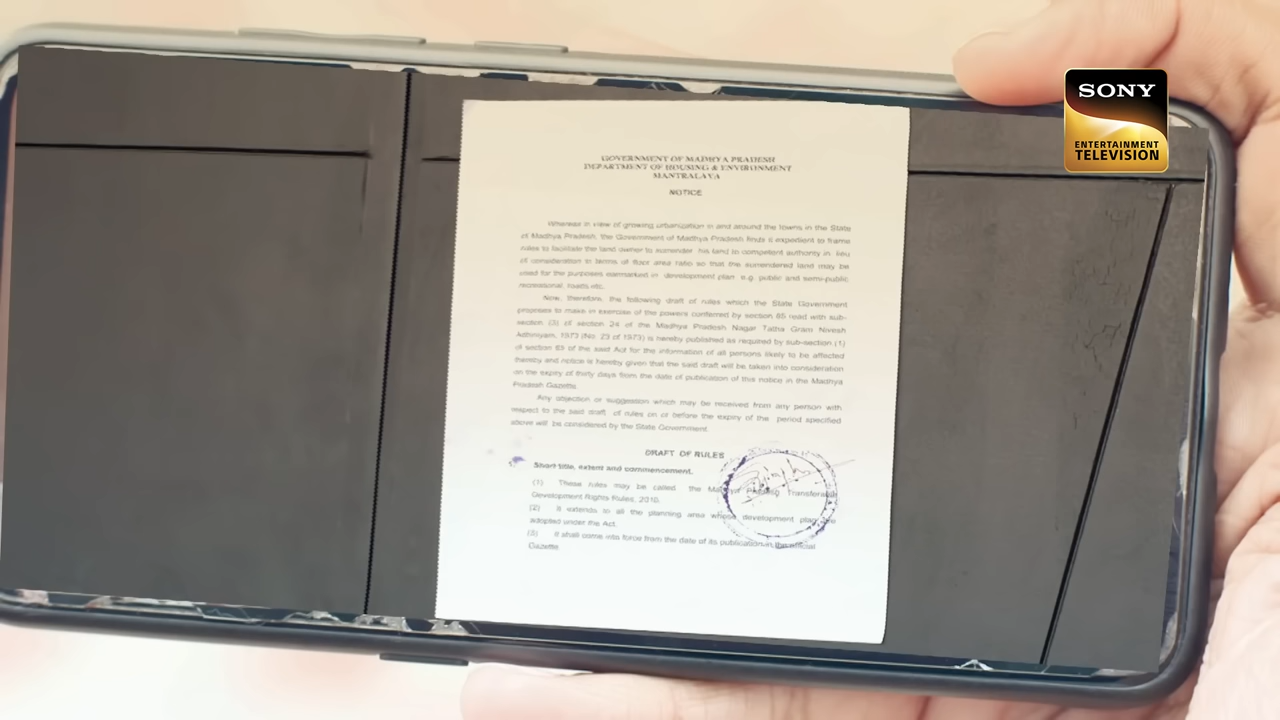 GOVERNMENT OF MADHYA PRADESH
DEPARTMENT OF HOUSING & ENVIRONMENT
MANTRALAYA
NOTICE
Whereas in view of growing urbanization in and around the towns in the State
of Madhya Pradesh, the Government of Madhya Pradesh finds it expedient to frame
rules to facilitate the land owner to surrender his land to competent authority in lieu
of consideration in terms of floor area ratio so that the surrendered land may be
used for the purposes earmarked in development plan e.g. public and semi-public,
recreational, roads etc.
Now, therefore, the following draft of rules which the State Government
proposes to make in exercise of the powers conferred by section 85 read with sub-
section (3) of section 24 of the Madhya Pradesh Nagar Tatha Gram Nivesh
Adhiniyam, 1973 (No. 23 of 1973) is hereby published as required by sub-section (1)
of section 85 of the said Act for the information of all persons likely to be affected
thereby and notice is hereby given that the said draft will be taken into consideration
on the expiry of thirty days from the date of publication of this notice in the Madhya
Pradesh Gazette.
Any objection or suggestion which may be received from any person with
respect to the said draft of rules on or before the expiry of the period specified
above will be considered by the State Government.
DRAFT OF RULES
Short title, extent and commencement.
(1) These rules may be called the Madhya Pradesh Transferable
Development Rights Rules, 2010.
(2) It extends to all the planning area whose development plan are
adopted under the Act.
(3) It shall come into force from the date of its publication in the official
Gazette
SONY
ENTERTAINMENT
TELEVISION